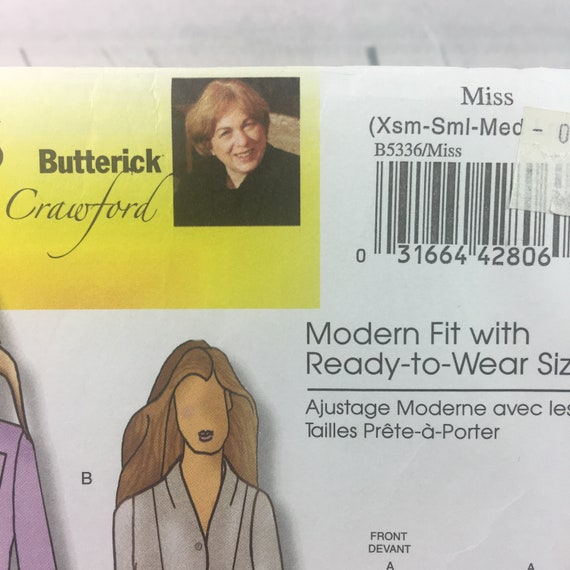 Butterick
Crawford
Miss
(Xsm-Sml-Med
- 0
B5336/Miss
0 31664 42806
Modern Fit with
Ready-to-Wear Siz
Ajustage Moderne avec les
Tailles Prête-à-Porter
B
FRONT
DEVANT
A
A